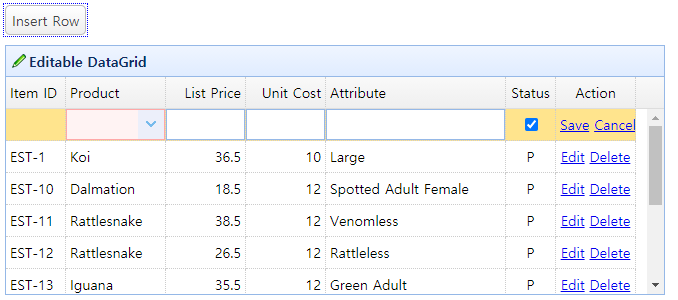 Insert Row
Editable DataGrid
Item ID Product List Price Unit Cost Attribute Status Action
Save Cancel
EST-1 Koi 36.5 10 Large P Edit Delete
EST-10 Dalmation 18.5 12 Spotted Adult Female P Edit Delete
EST-11 Rattlesnake 38.5 12 Venomless P Edit Delete
EST-12 Rattlesnake 26.5 12 Rattleless P Edit Delete
EST-13 Iguana 35.5 12 Green Adult P Edit Delete